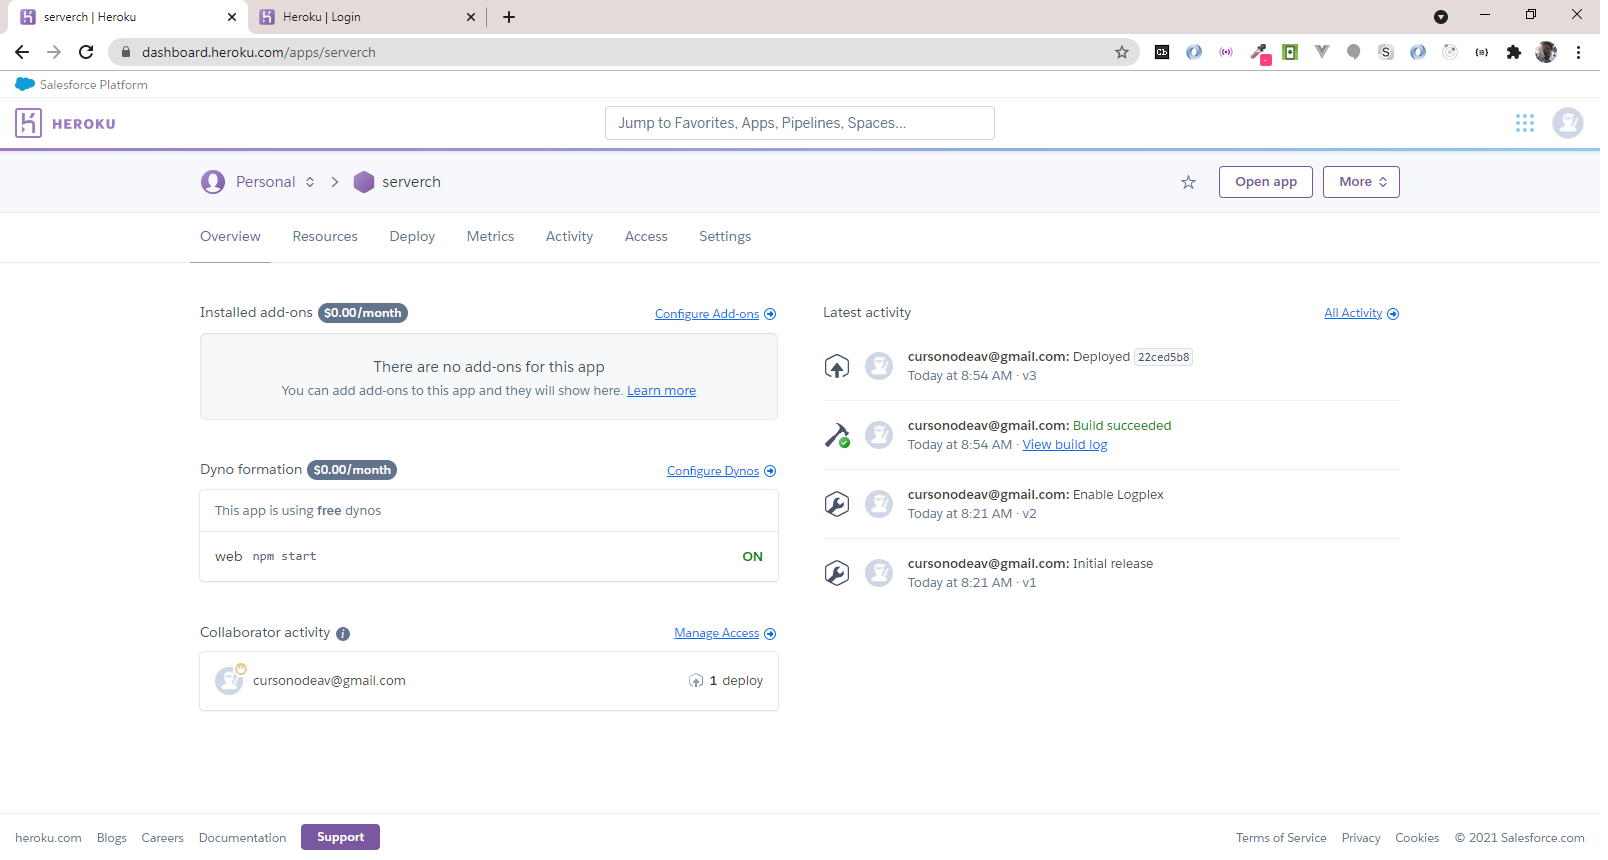 serverch | Heroku
Heroku | Login
dashboard.heroku.com/apps/serverch
Salesforce Platform
HEROKU
Jump to Favorites, Apps, Pipelines, Spaces...
Personal
serverch
Open app
More
Overview
Resources
Deploy
Metrics
Activity
Access
Settings
Installed add-ons $0.00/month
Configure Add-ons
There are no add-ons for this app
You can add add-ons to this app and they will show here. Learn more
Dyno formation $0.00/month
Configure Dynos
This app is using free dynos
web npm start ON
Collaborator activity
Manage Access
cursonodeav@gmail.com
1 deploy
Latest activity
All Activity
cursonodeav@gmail.com: Deployed 22ced5b8
Today at 8:54 AM · v3
cursonodeav@gmail.com: Build succeeded
Today at 8:54 AM · View build log
cursonodeav@gmail.com: Enable Logplex
Today at 8:21 AM · v2
cursonodeav@gmail.com: Initial release
Today at 8:21 AM · v1
heroku.com
Blogs
Careers
Documentation
Support
Terms of Service
Privacy
Cookies
© 2021 Salesforce.com